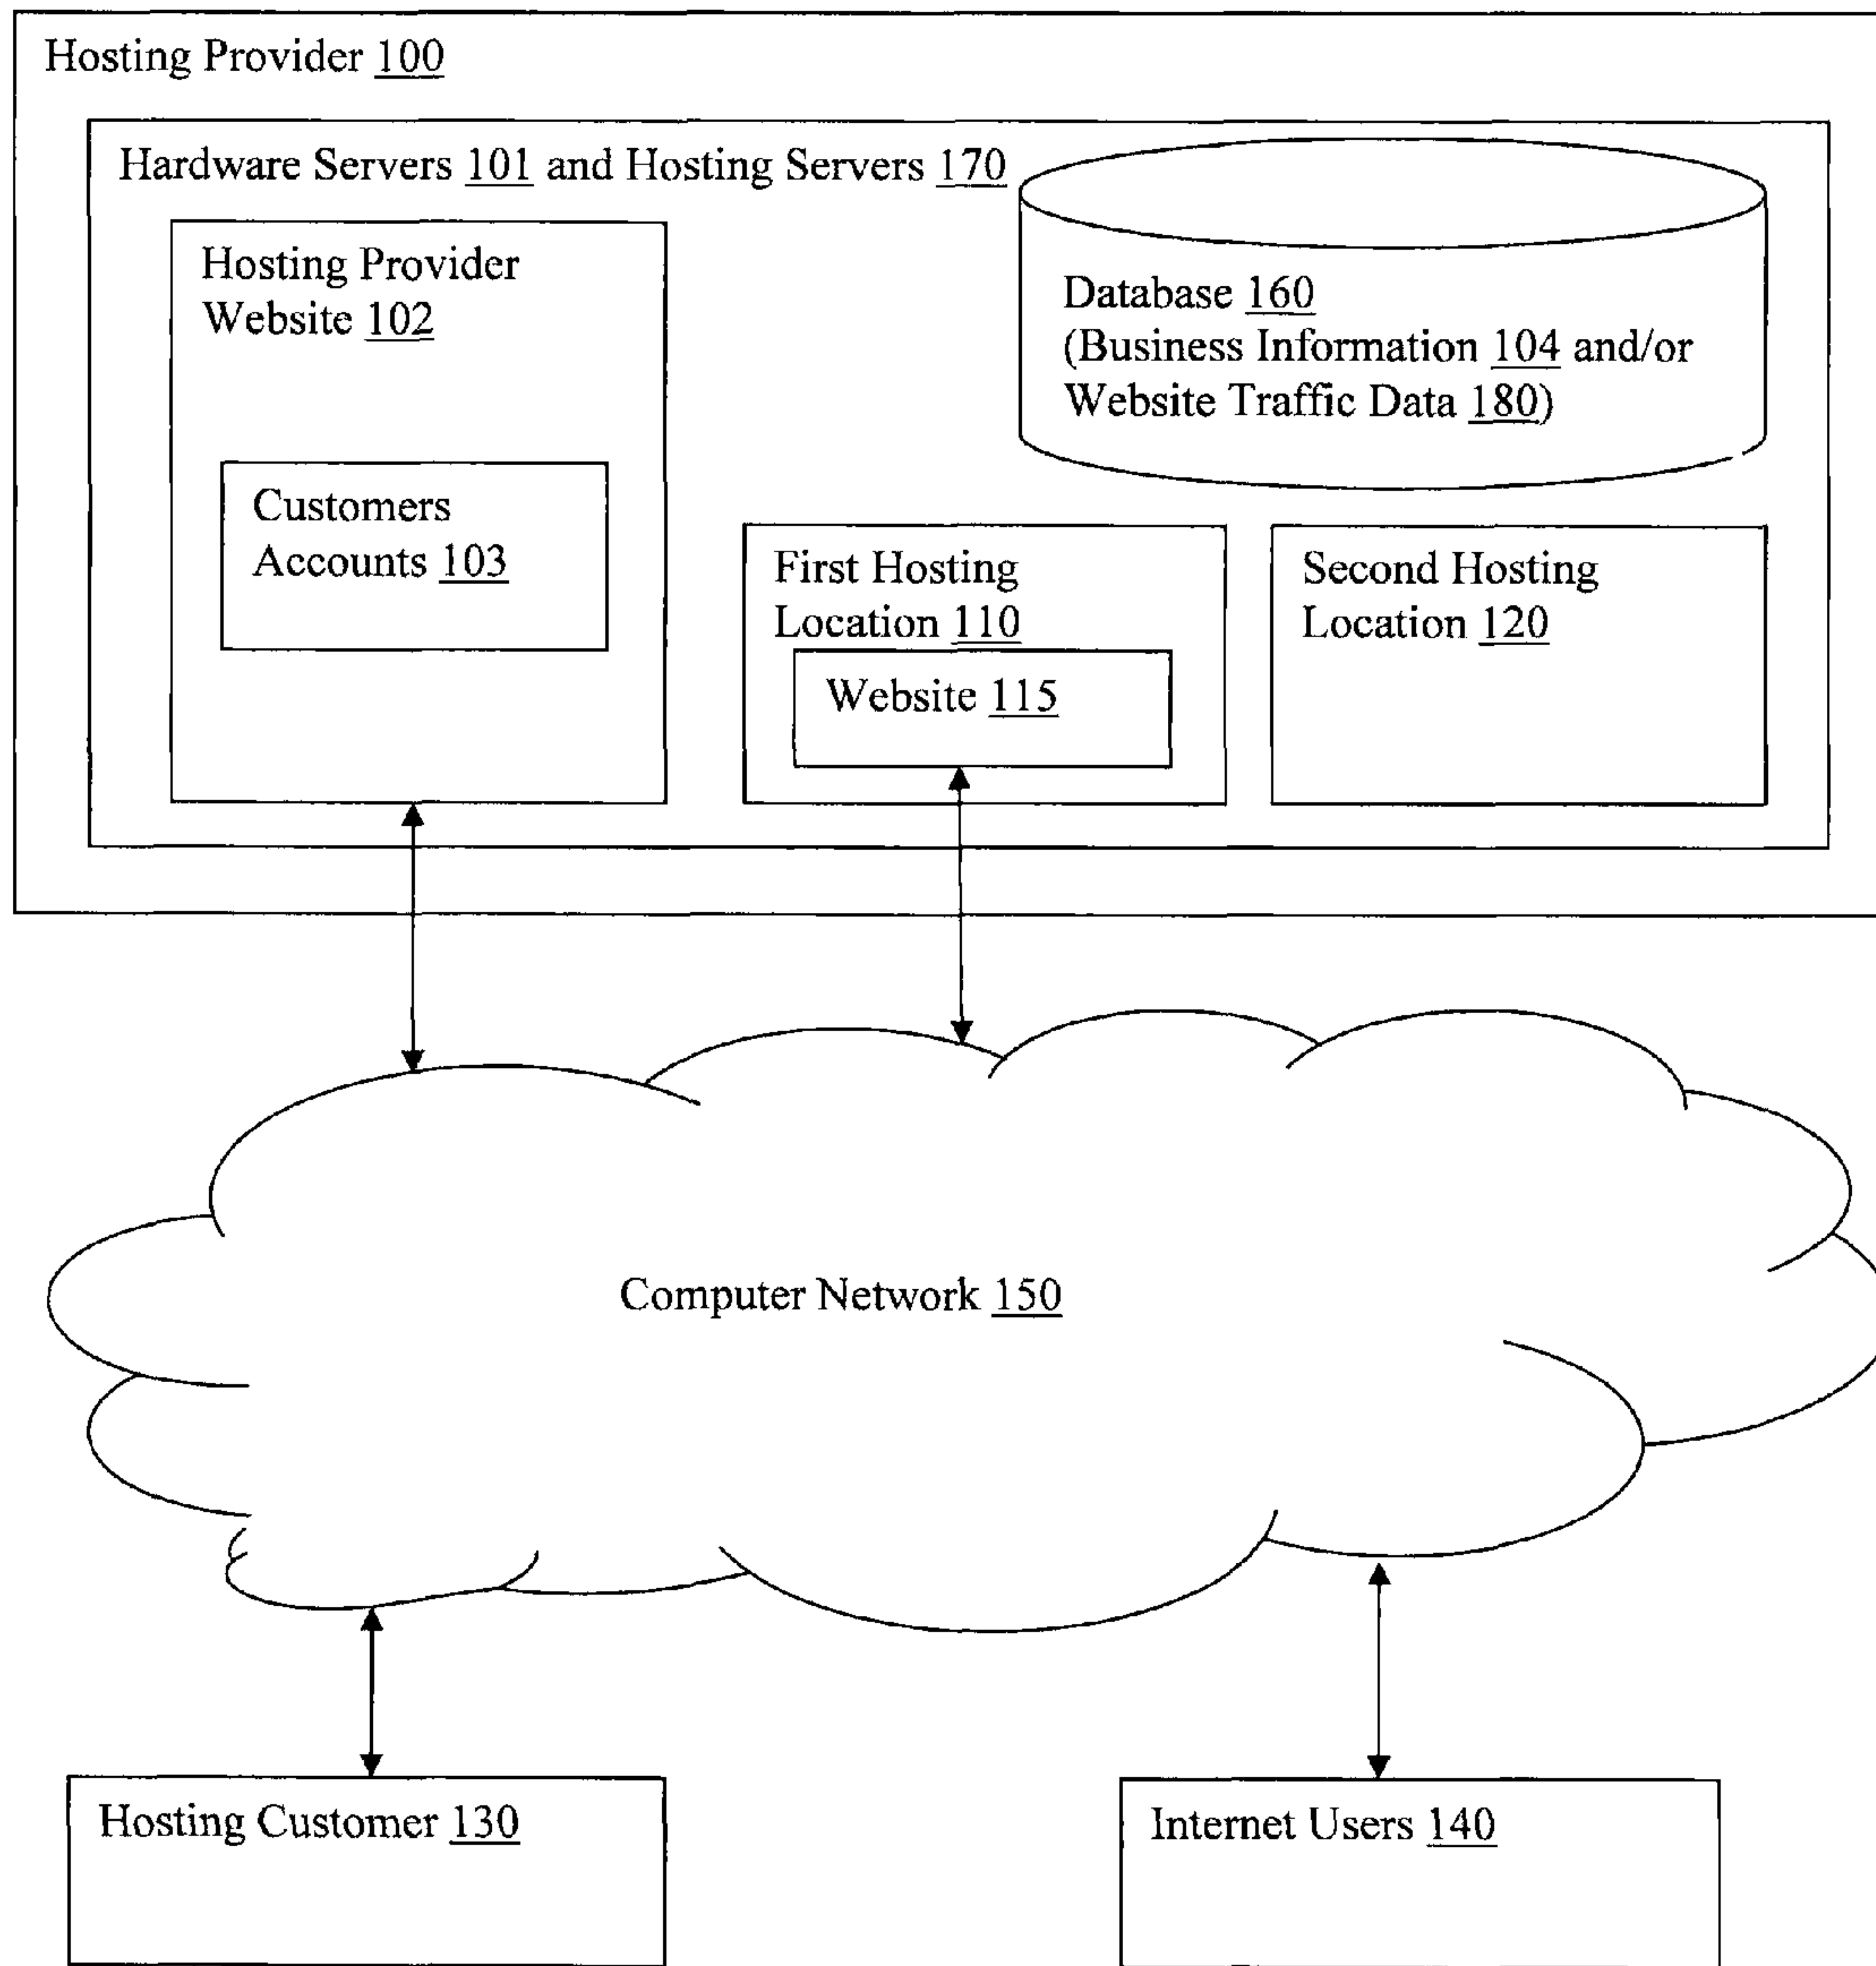 Hosting Provider 100
Hardware Servers 101 and Hosting Servers 170
Hosting Provider
Website 102
Customers
Accounts 103
Database 160
(Business Information 104 and/or
Website Traffic Data 180)
First Hosting
Location 110
Website 115
Second Hosting
Location 120
Computer Network 150
Hosting Customer 130
Internet Users 140